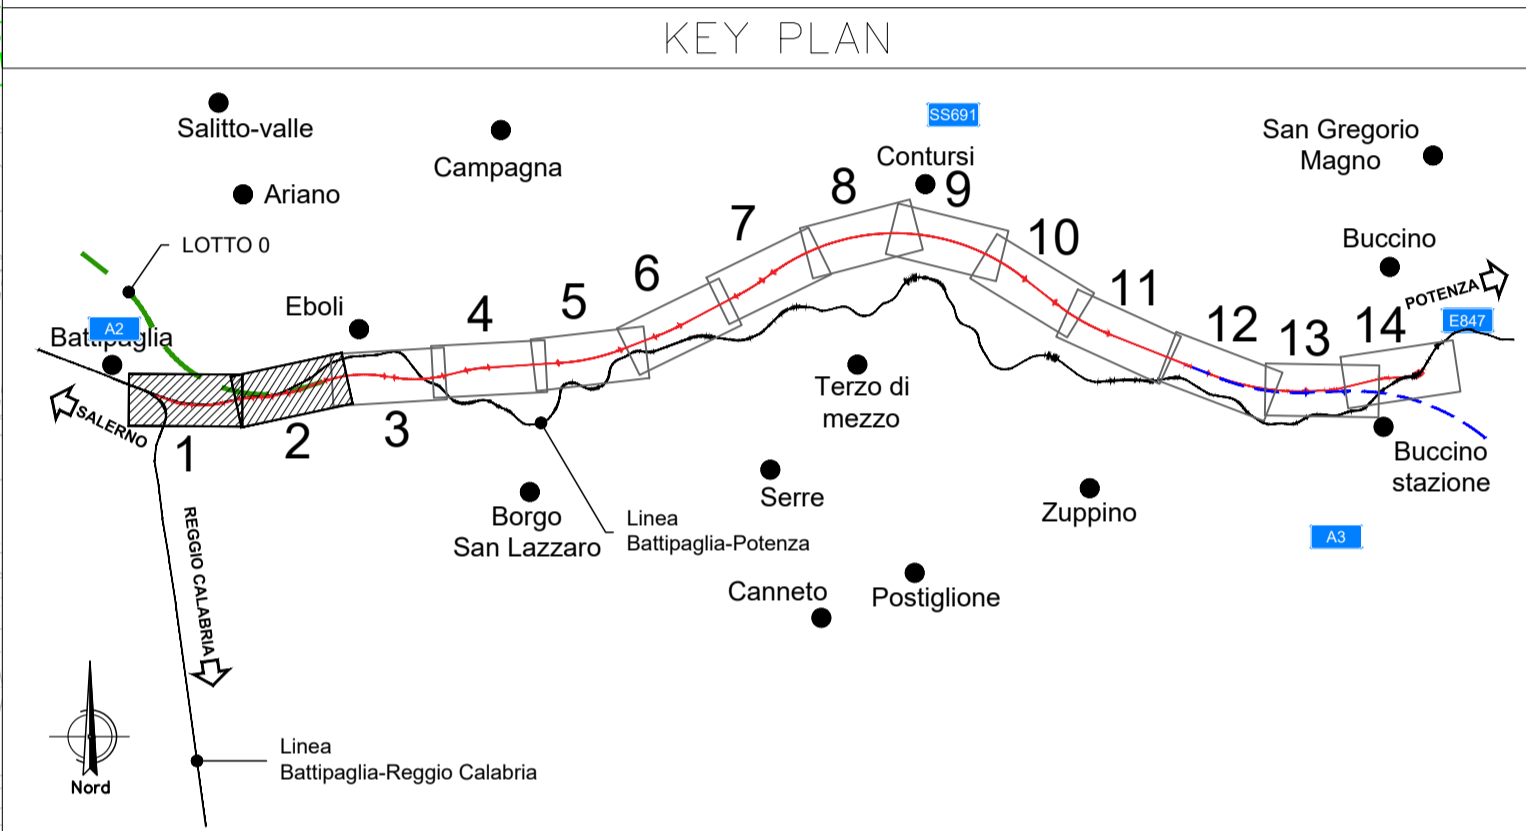 KEY PLAN
SS691
Salitto-valle
Campagna
Contursi
San Gregorio
Magno
Ariano
8
9
7
10
LOTTO 0
Buccino
6
11
POTENZA
Eboli
5
4
12
13
14
E847
A2
Battipaglia
SALERNO
1
2
3
Terzo di
mezzo
Buccino
stazione
Serre
Borgo
San Lazzaro
Linea
Battipaglia-Potenza
Zuppino
A3
REGGIO CALABRIA
Canneto
Postiglione
Nord
Linea
Battipaglia-Reggio Calabria